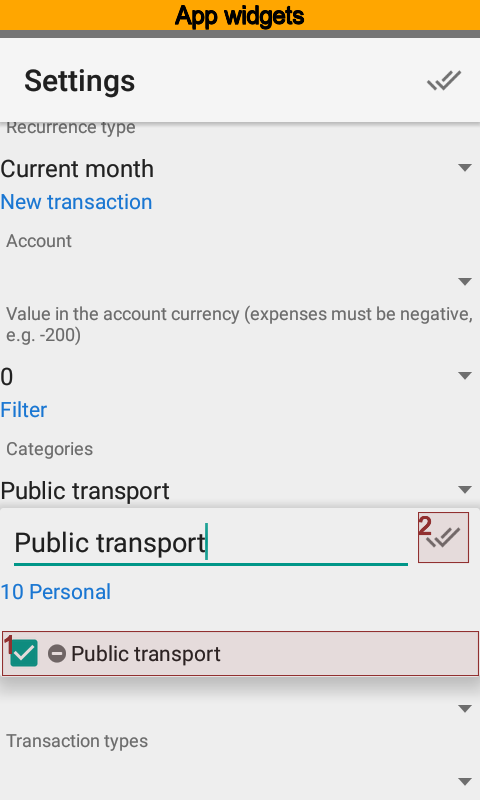 App widgets
Settings
Recurrence type
Current month
New transaction
Account
Value in the account currency (expenses must be negative,
e.g. -200)
0
Filter
Categories
Public transport
Public transport
2
10 Personal
1
Public transport
Transaction types